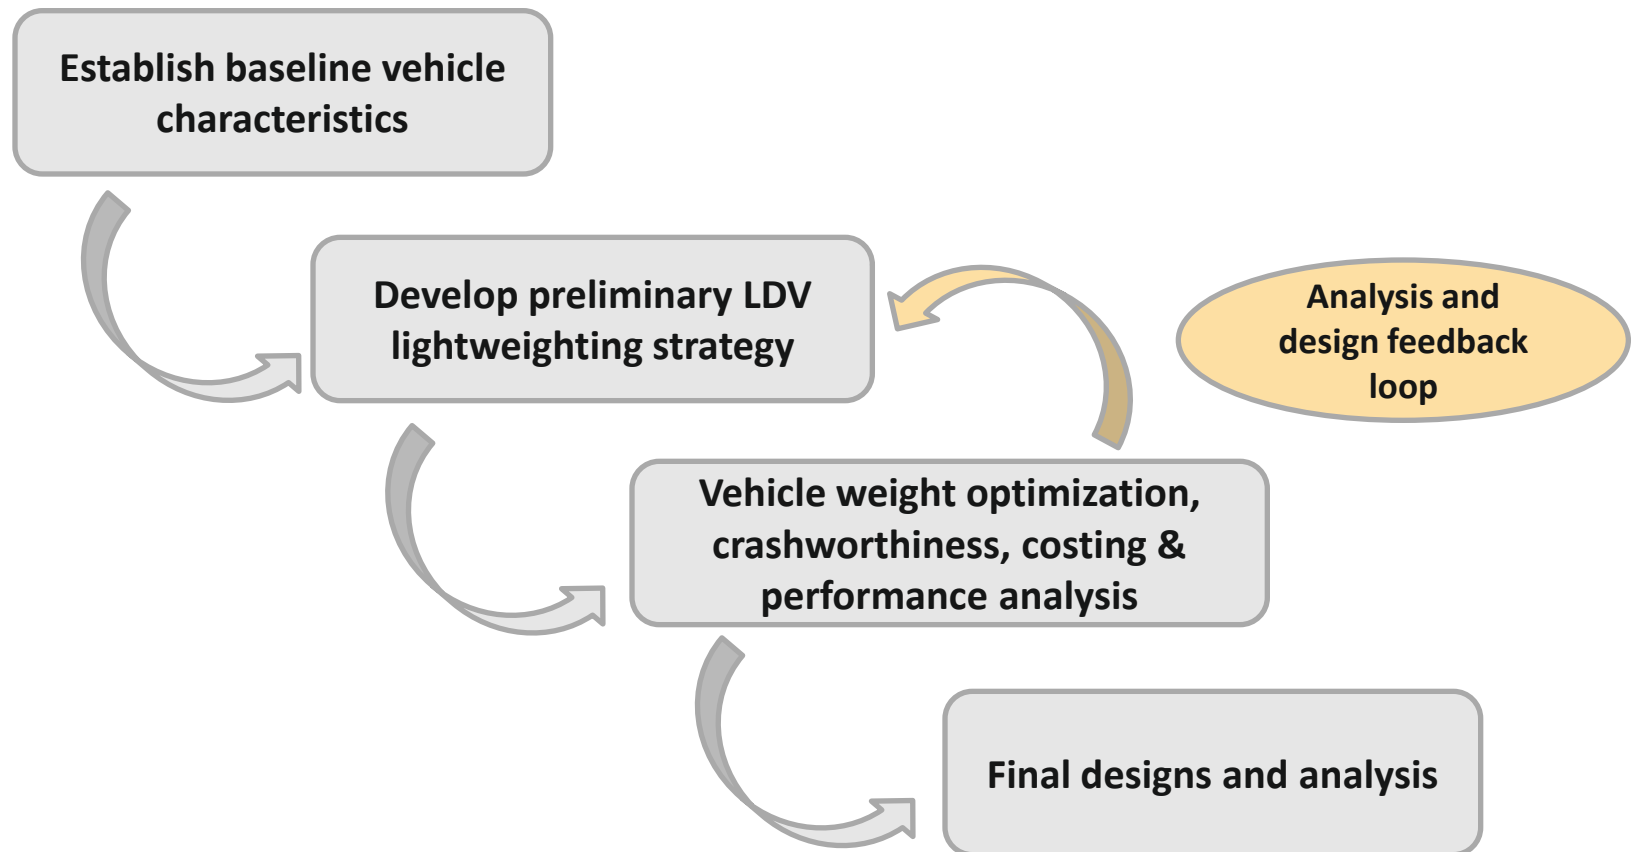 Establish baseline vehicle
characteristics
Develop preliminary LDV
lightweighting strategy
Analysis and
design feedback
loop
Vehicle weight optimization,
crashworthiness, costing &
performance analysis
Final designs and analysis